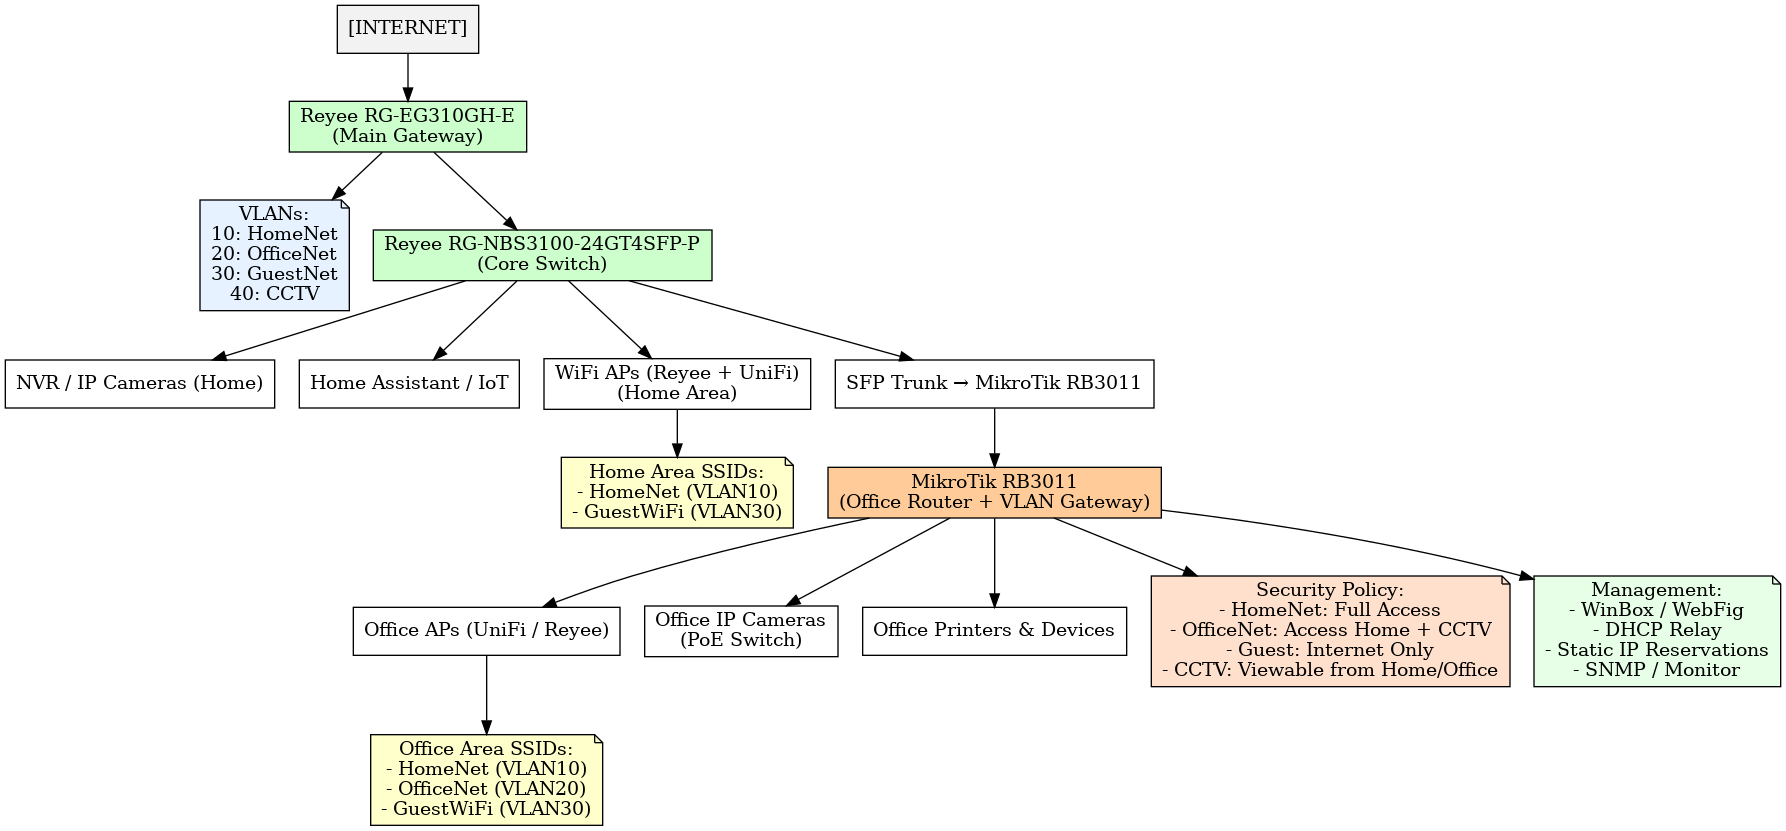 [INTERNET]
Reyee RG-EG310GH-E
(Main Gateway)
VLANs:
10: HomeNet
20: OfficeNet
30: GuestNet
40: CCTV
Reyee RG-NBS3100-24GT4SFP-P
(Core Switch)
NVR / IP Cameras (Home)
Home Assistant / IoT
WiFi APs (Reyee + UniFi)
(Home Area)
SFP Trunk → MikroTik RB3011
Home Area SSIDs:
- HomeNet (VLAN10)
- GuestWiFi (VLAN30)
MikroTik RB3011
(Office Router + VLAN Gateway)
Office APs (UniFi / Reyee)
Office IP Cameras
(PoE Switch)
Office Printers & Devices
Security Policy:
- HomeNet: Full Access
- OfficeNet: Access Home + CCTV
- Guest: Internet Only
- CCTV: Viewable from Home/Office
Management:
- WinBox / WebFig
- DHCP Relay
- Static IP Reservations
- SNMP / Monitor
Office Area SSIDs:
- HomeNet (VLAN10)
- OfficeNet (VLAN20)
- GuestWiFi (VLAN30)